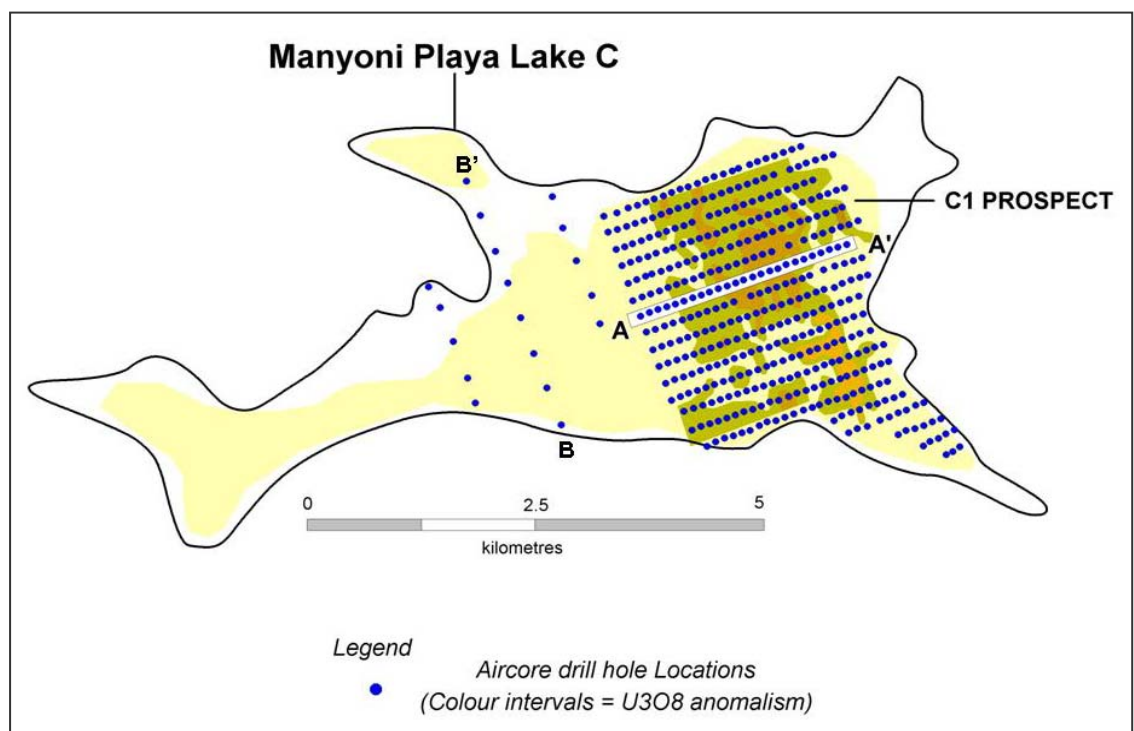 Manyoni Playa Lake C
B'
C1 PROSPECT
A'
A
B
0 2.5 5
kilometres
Legend
Aircore drill hole Locations
(Colour intervals = U3O8 anomalism)